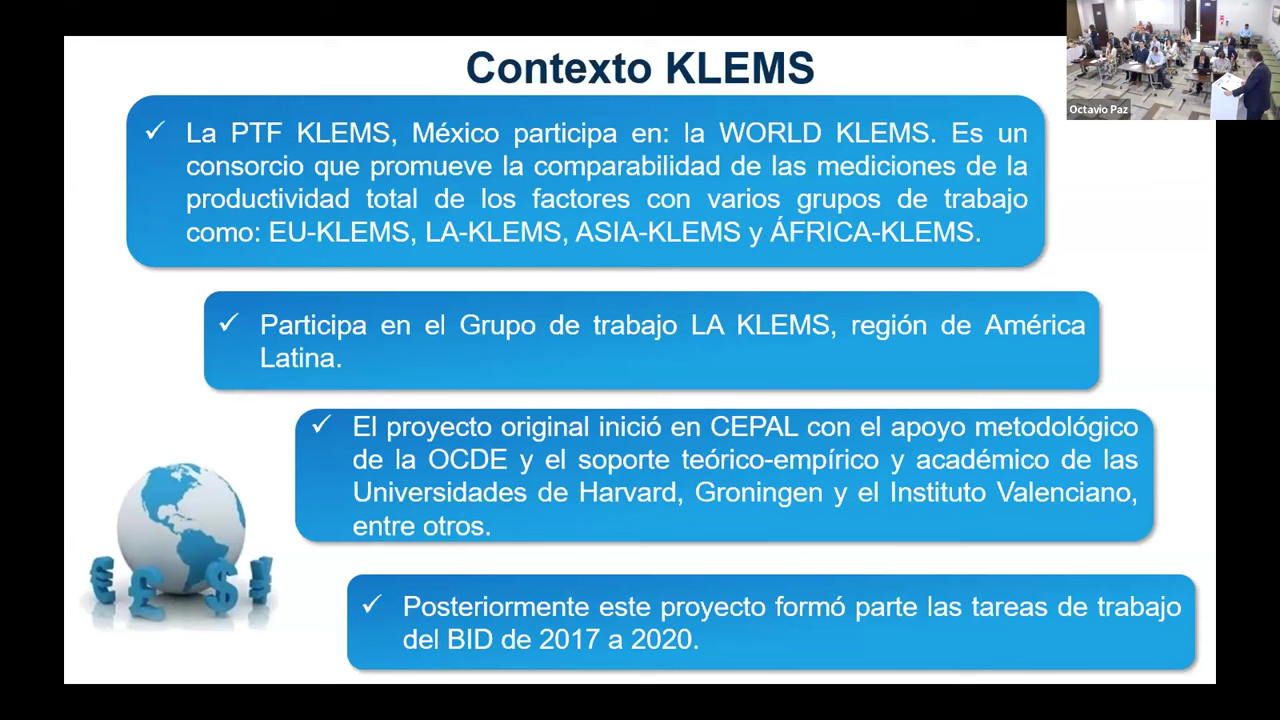 Contexto KLEMS
Octavio Paz
✓ La PTF KLEMS, México participa en: la WORLD KLEMS. Es un
consorcio que promueve la comparabilidad de las mediciones de la
productividad total de los factores con varios grupos de trabajo
como: EU-KLEMS, LA-KLEMS, ASIA-KLEMS y ÁFRICA-KLEMS.
✓ Participa en el Grupo de trabajo LA KLEMS, región de América
Latina.
✓ El proyecto original inició en CEPAL con el apoyo metodológico
de la OCDE y el soporte teórico-empírico y académico de las
Universidades de Harvard, Groningen y el Instituto Valenciano,
entre otros.
€ £ $ ¥
✓ Posteriormente este proyecto formó parte las tareas de trabajo
del BID de 2017 a 2020.